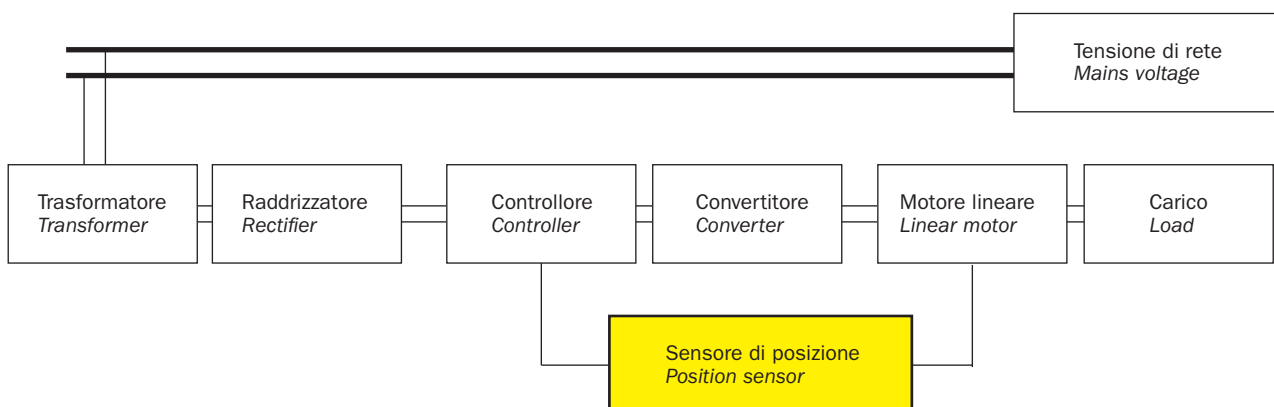 Tensione di rete
Mains voltage
Trasformatore
Transformer
Raddrizzatore
Rectifier
Controllore
Controller
Convertitore
Converter
Motore lineare
Linear motor
Carico
Load
Sensore di posizione
Position sensor